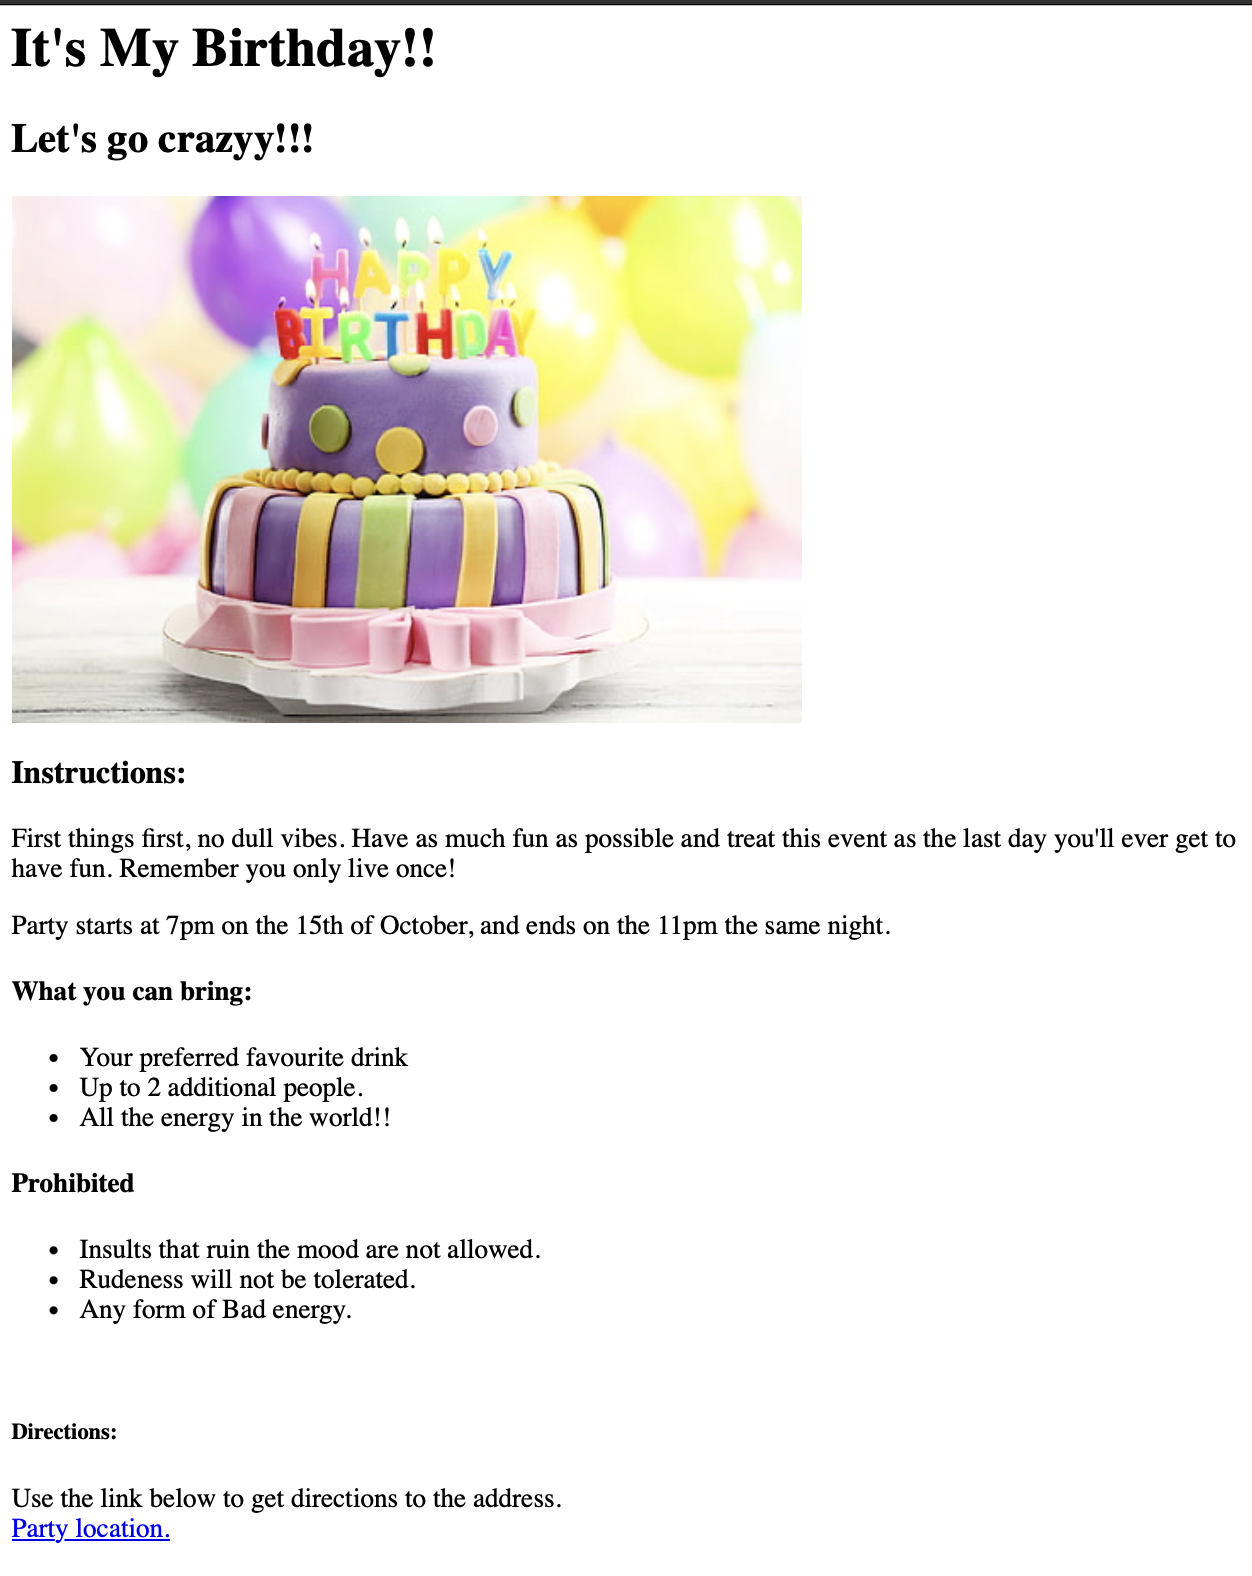 It's My Birthday!!
Let's go crazyy!!!
HAPPY
BIRTHDAY
Instructions:
First things first, no dull vibes. Have as much fun as possible and treat this event as the last day you'll ever get to
have fun. Remember you only live once!
Party starts at 7pm on the 15th of October, and ends on the 11pm the same night.
What you can bring:
• Your preferred favourite drink
• Up to 2 additional people.
• All the energy in the world!!
Prohibited
• Insults that ruin the mood are not allowed.
• Rudeness will not be tolerated.
• Any form of Bad energy.
Directions:
Use the link below to get directions to the address.
Party location.